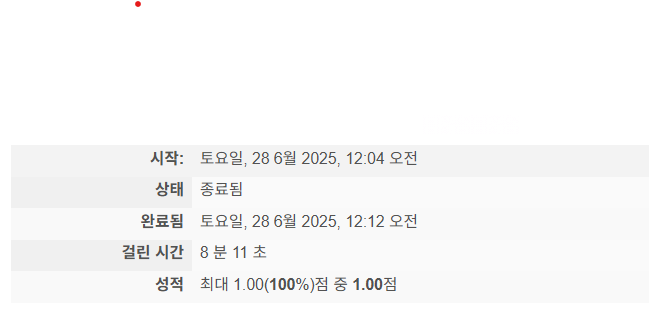 시작: 토요일, 28 6월 2025, 12:04 오전
상태 종료됨
완료됨 토요일, 28 6월 2025, 12:12 오전
걸린 시간 8 분 11 초
성적 최대 1.00(100%)점 중 1.00점